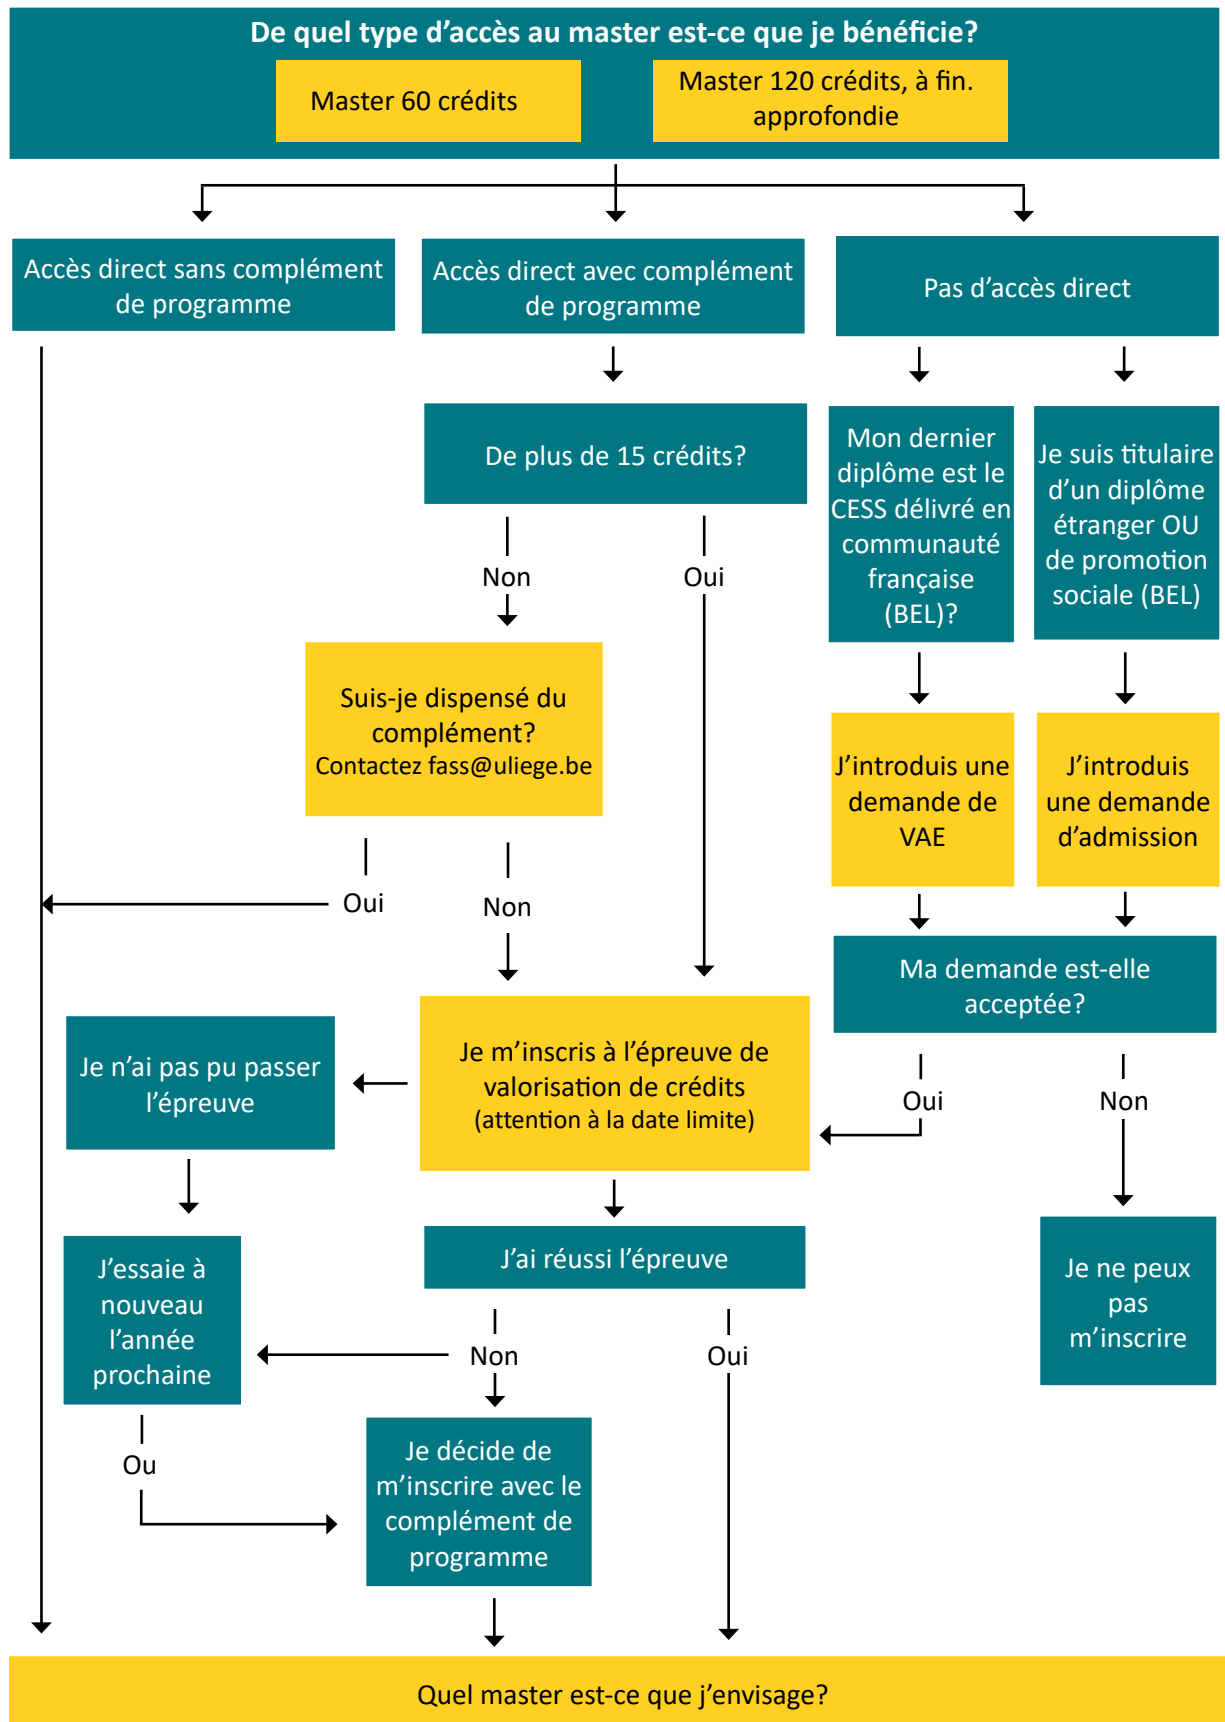 De quel type d’accès au master est-ce que je bénéficie?
Master 60 crédits
Master 120 crédits, à fin.
approfondie
Accès direct sans complément
de programme
Accès direct avec complément
de programme
Pas d’accès direct
De plus de 15 crédits?
Mon dernier
diplôme est le
CESS délivré en
communauté
française
(BEL)?
Je suis titulaire
d’un diplôme
étranger OU
de promotion
sociale (BEL)
Non
Oui
Suis-je dispensé du
complément?
Contactez fass@uliege.be
J’introduis une
demande de
VAE
J’introduis
une demande
d’admission
Oui
Non
Ma demande est-elle
acceptée?
Je n’ai pas pu passer
l’épreuve
Je m’inscris à l’épreuve de
valorisation de crédits
(attention à la date limite)
Oui
Non
J’essaie à
nouveau
l’année
prochaine
J’ai réussi l’épreuve
Je ne peux
pas
m’inscrire
Non
Oui
Ou
Je décide de
m’inscrire avec le
complément de
programme
Quel master est-ce que j’envisage?